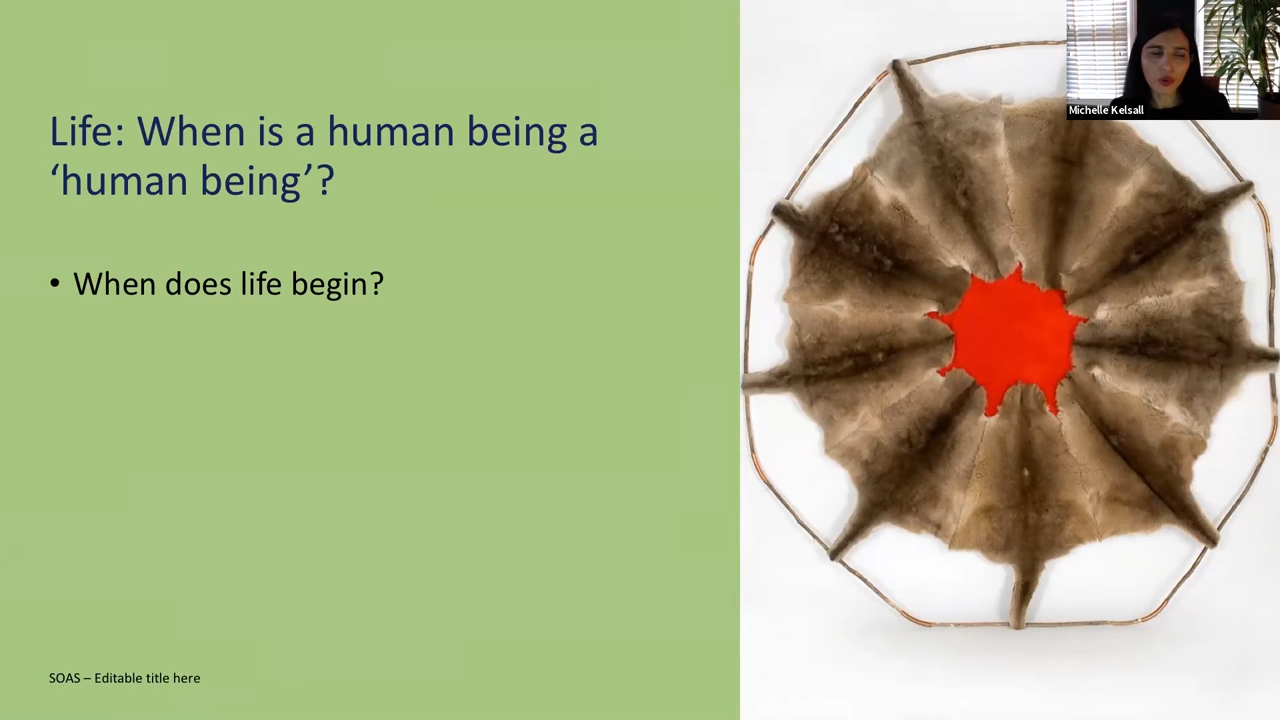 Life: When is a human being a
‘human being’?
• When does life begin?
SOAS – Editable title here
Michelle Kelsall